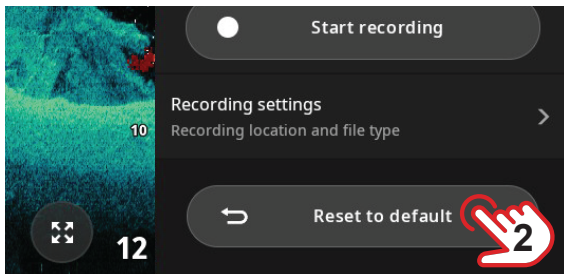 Start recording
Recording settings
Recording location and file type
10
Reset to default
2
12